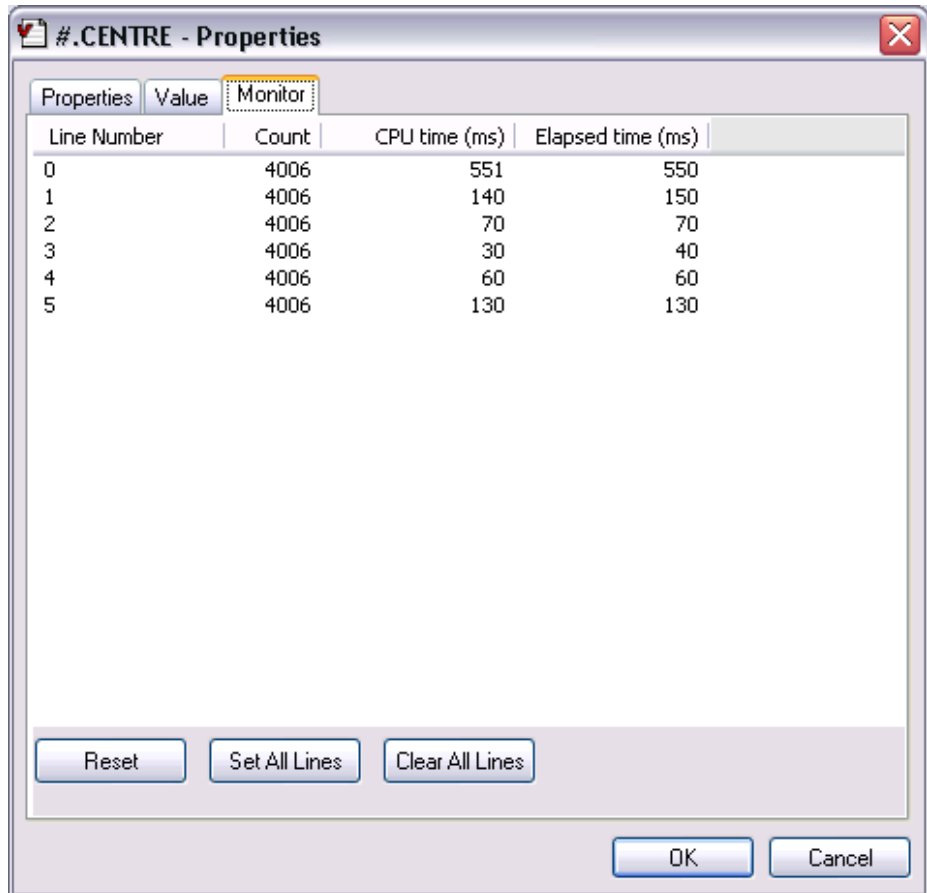 #.CENTRE - Properties
Properties Value Monitor
Line Number Count CPU time (ms) Elapsed time (ms)
0 4006 551 550
1 4006 140 150
2 4006 70 70
3 4006 30 40
4 4006 60 60
5 4006 130 130
Reset Set All Lines Clear All Lines
OK Cancel